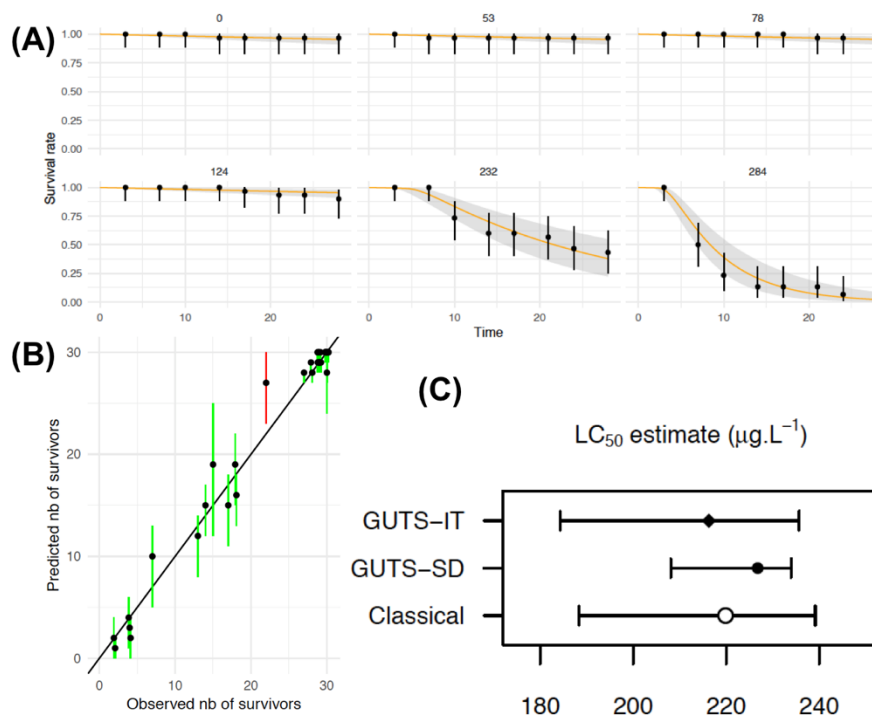 (A)
0 53 78
1.00
0.75
0.50
0.25
0.00
Survival rate
124 232 284
1.00
0.75
0.50
0.25
0.00
0 10 20 0 10 20 0 10 20
Time
(B)
Predicted nb of survivors
30
20
10
0
0 10 20 30
Observed nb of survivors
(C)
LC50 estimate (µg.L−1)
GUTS−IT
GUTS−SD
Classical
180 200 220 240